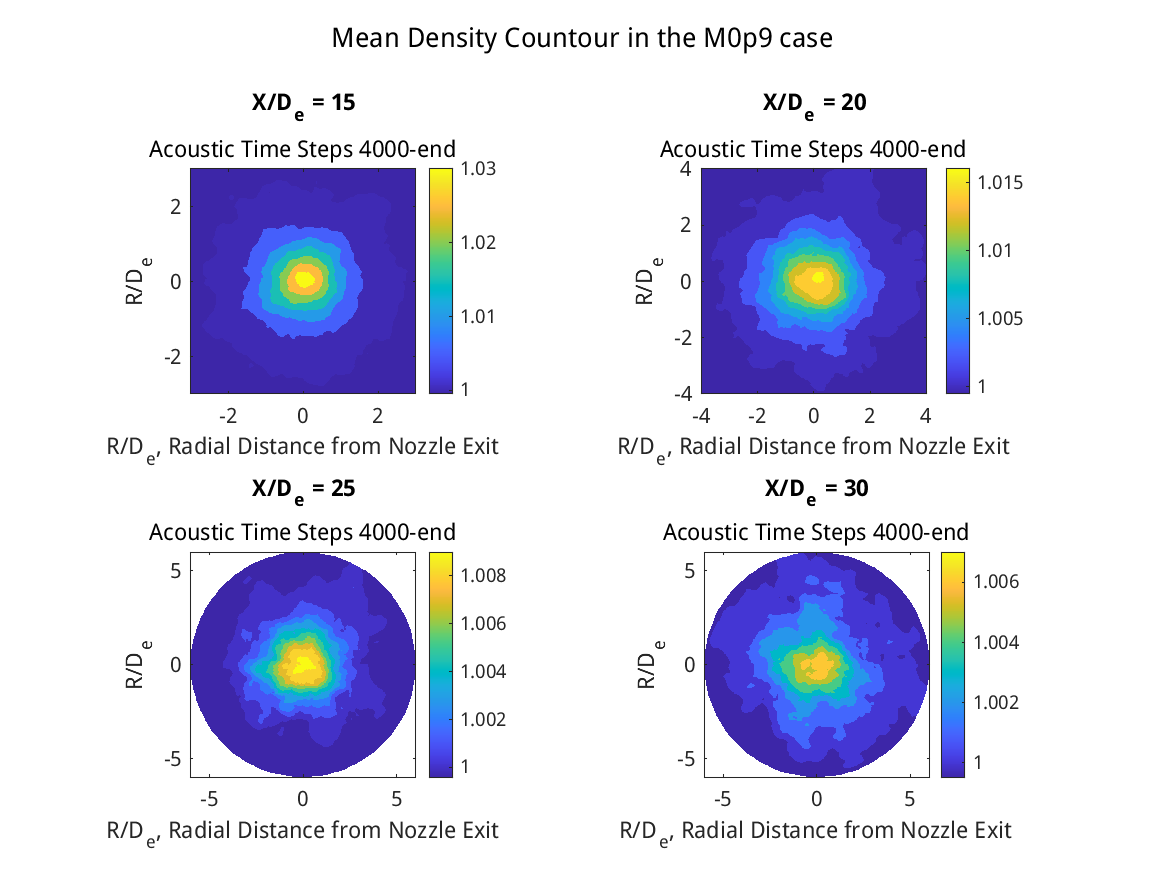 Mean Density Countour in the M0p9 case
X/De = 15
Acoustic Time Steps 4000-end
1.03
1.02
1.01
1
2
0
-2
R/De
-2 0 2
R/De, Radial Distance from Nozzle Exit
X/De = 20
Acoustic Time Steps 4000-end
1.015
1.010
1.005
1
4
2
0
-2
-4
R/De
-4 -2 0 2 4
R/De, Radial Distance from Nozzle Exit
X/De = 25
Acoustic Time Steps 4000-end
1.008
1.006
1.004
1.002
1
5
0
-5
R/De
-5 0 5
R/De, Radial Distance from Nozzle Exit
X/De = 30
Acoustic Time Steps 4000-end
1.006
1.004
1.002
1
5
0
-5
R/De
-5 0 5
R/De, Radial Distance from Nozzle Exit